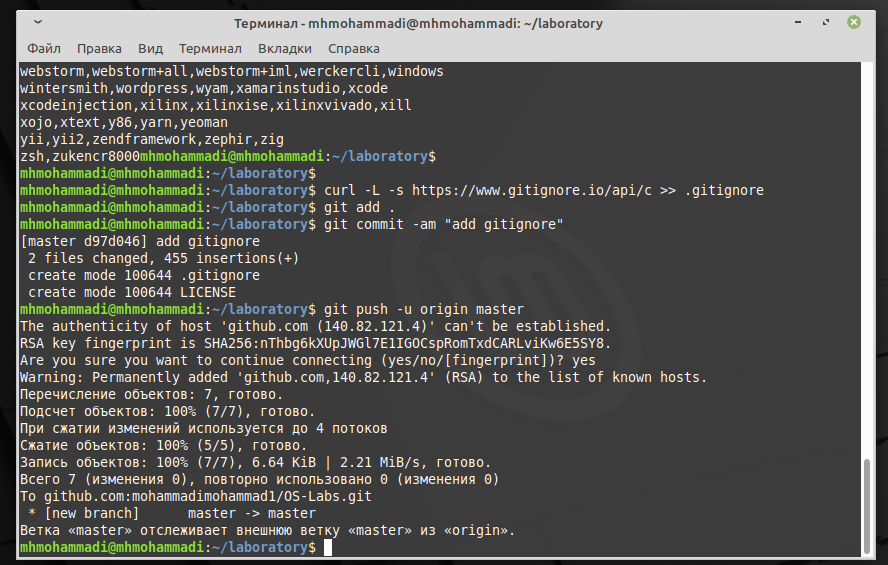 Терминал - mhmohammadi@mhmohammadi: ~/laboratory
Файл Правка Вид Терминал Вкладки Справка
webstorm,webstorm+all,webstorm+iml,werckercli,windows
wintersmith,wordpress,wyam,xamarinstudio,xcode
xcodeinjection,xilinx,xilinxise,xilinxvivado,xill
xojo,xtext,y86,yarn,yeoman
yii,yii2,zendframework,zephir,zig
zsh,zukencr8000mhmohammadi@mhmohammadi:~/laboratory$
mhmohammadi@mhmohammadi:~/laboratory$
mhmohammadi@mhmohammadi:~/laboratory$ curl -L -s https://www.gitignore.io/api/c >> .gitignore
mhmohammadi@mhmohammadi:~/laboratory$ git add .
mhmohammadi@mhmohammadi:~/laboratory$ git commit -am "add gitignore"
[master d97d046] add gitignore
 2 files changed, 455 insertions(+)
 create mode 100644 .gitignore
 create mode 100644 LICENSE
mhmohammadi@mhmohammadi:~/laboratory$ git push -u origin master
The authenticity of host 'github.com (140.82.121.4)' can't be established.
RSA key fingerprint is SHA256:nThbg6kXUpJWGl7E1IGOCspRomTxdCARLviKw6E5SY8.
Are you sure you want to continue connecting (yes/no/[fingerprint])? yes
Warning: Permanently added 'github.com,140.82.121.4' (RSA) to the list of known hosts.
Перечисление объектов: 7, готово.
Подсчет объектов: 100% (7/7), готово.
При сжатии изменений используется до 4 потоков
Сжатие объектов: 100% (5/5), готово.
Запись объектов: 100% (7/7), 6.64 KiB | 2.21 MiB/s, готово.
Всего 7 (изменения 0), повторно использовано 0 (изменения 0)
To github.com:mohammadimohammad1/OS-Labs.git
 * [new branch]      master -> master
Ветка «master» отслеживает внешнюю ветку «master» из «origin».
mhmohammadi@mhmohammadi:~/laboratory$